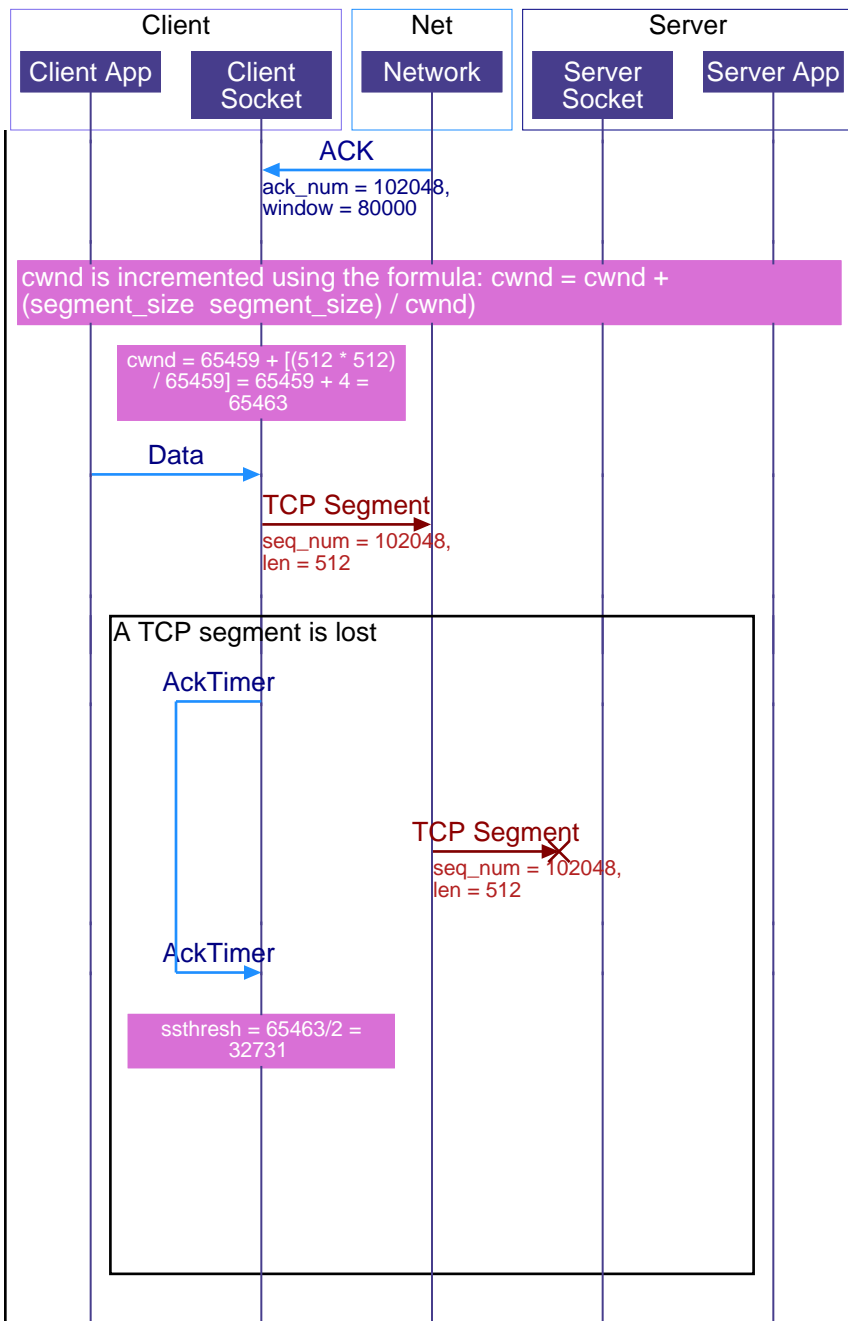 Client
Net
Server
Client App
Client
Socket
Network
Server
Socket
Server App
ACK
ack_num = 102048,
window = 80000
cwnd is incremented using the formula: cwnd = cwnd +
(segment_size  segment_size) / cwnd)
cwnd = 65459 + [(512 * 512)
/ 65459] = 65459 + 4 =
65463
Data
TCP Segment
seq_num = 102048,
len = 512
A TCP segment is lost
AckTimer
TCP Segment
seq_num = 102048,
len = 512
AckTimer
ssthresh = 65463/2 =
32731